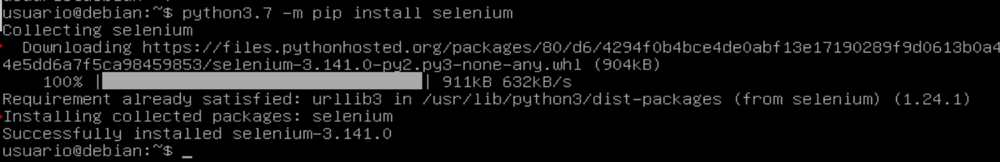 usuario@debian:~$ python3.7 -m pip install selenium
Collecting selenium
  Downloading https://files.pythonhosted.org/packages/80/d6/4294f0b4bce4de0abf13e17190289f9d0613b0a4
4e5dd6a7f5ca98459853/selenium-3.141.0-py2.py3-none-any.whl (904kB)
    100% |████████████████████████████████| 911kB 632kB/s
Requirement already satisfied: urllib3 in /usr/lib/python3/dist-packages (from selenium) (1.24.1)
Installing collected packages: selenium
Successfully installed selenium-3.141.0
usuario@debian:~$ _